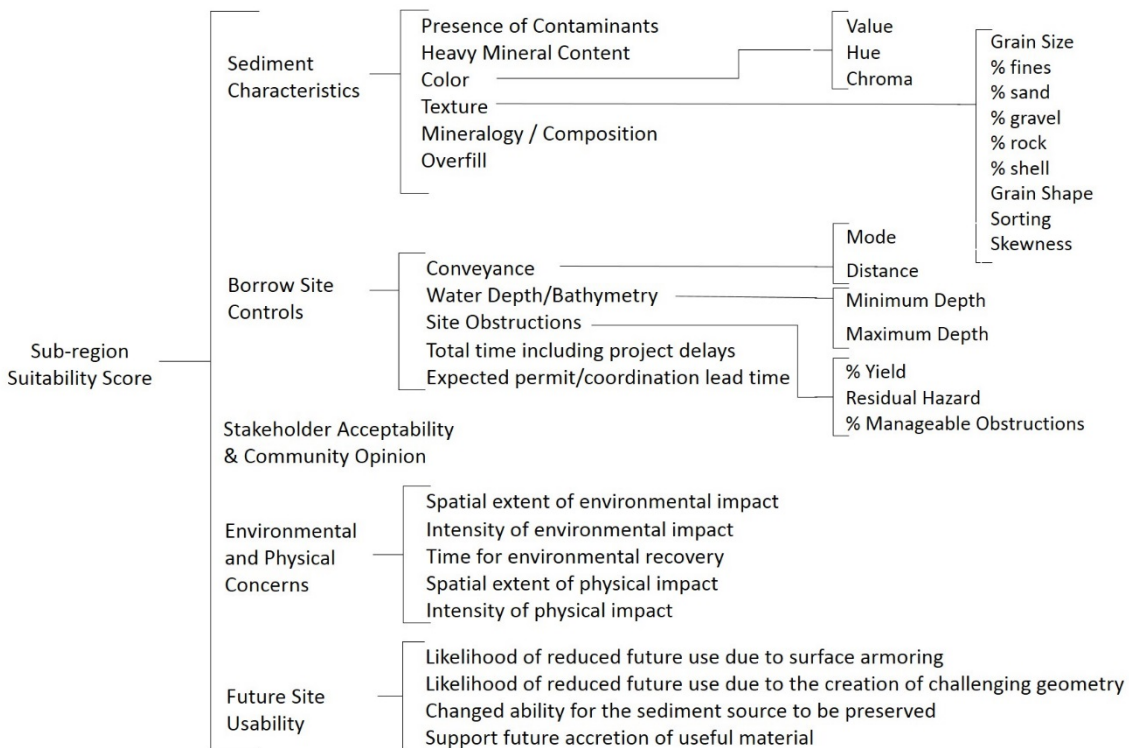 Sub-region
Suitability Score
Sediment
Characteristics
Presence of Contaminants
Heavy Mineral Content
Color
Texture
Mineralogy / Composition
Overfill
Value
Hue
Chroma
Grain Size
% fines
% sand
% gravel
% rock
% shell
Grain Shape
Sorting
Skewness
Borrow Site
Controls
Conveyance
Water Depth/Bathymetry
Site Obstructions
Total time including project delays
Expected permit/coordination lead time
Mode
Distance
Minimum Depth
Maximum Depth
% Yield
Residual Hazard
% Manageable Obstructions
Stakeholder Acceptability
& Community Opinion
Environmental
and Physical
Concerns
Spatial extent of environmental impact
Intensity of environmental impact
Time for environmental recovery
Spatial extent of physical impact
Intensity of physical impact
Future Site
Usability
Likelihood of reduced future use due to surface armoring
Likelihood of reduced future use due to the creation of challenging geometry
Changed ability for the sediment source to be preserved
Support future accretion of useful material